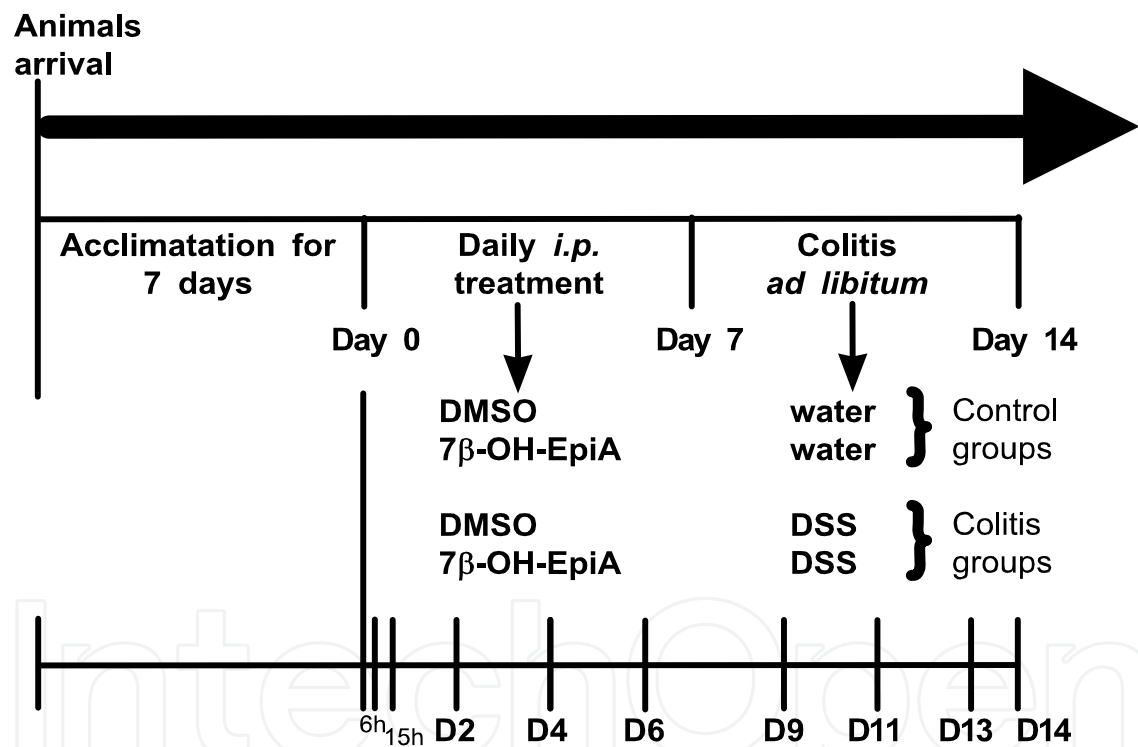 Animals
arrival
Acclimatation for
7 days
Daily i.p.
treatment
Colitis
ad libitum
Day 0
Day 7
Day 14
DMSO
7β-OH-EpiA
water
water
Control
groups
DMSO
7β-OH-EpiA
DSS
DSS
Colitis
groups
6h 15h D2 D4 D6 D9 D11 D13 D14
IntechOpen